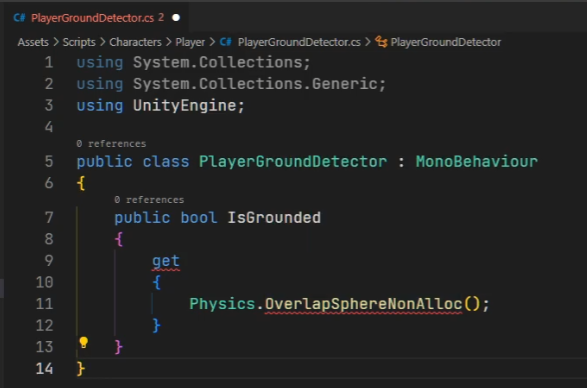 C# PlayerGroundDetector.cs 2 ●
Assets > Scripts > Characters > Player > C# PlayerGroundDetector.cs > PlayerGroundDetector
1 using System.Collections;
2 using System.Collections.Generic;
3 using UnityEngine;
4
0 references
5 public class PlayerGroundDetector : MonoBehaviour
6 {
0 references
7 public bool IsGrounded
8 {
9 get
10 {
11 Physics.OverlapSphereNonAlloc();
12 }
13 }
14 }